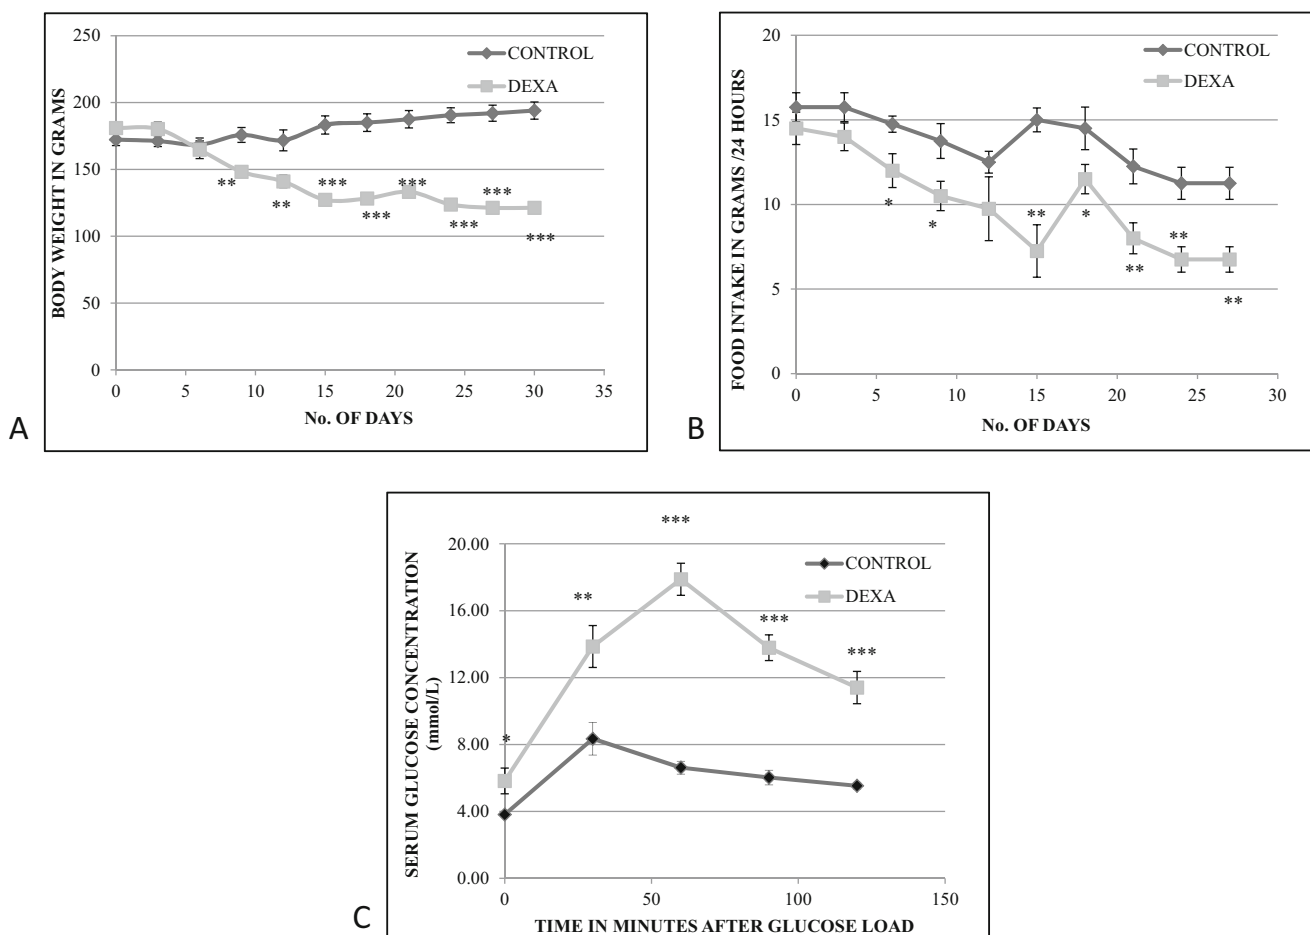 250
200
150
100
50
0
BODY WEIGHT IN GRAMS
CONTROL
DEXA
**
**
***
***
***
***
***
***
0 5 10 15 20 25 30 35
No. OF DAYS
A
20
15
10
5
0
FOOD INTAKE IN GRAMS /24 HOURS
CONTROL
DEXA
*
*
**
*
**
**
**
0 5 10 15 20 25 30
No. OF DAYS
B
20.00
16.00
12.00
8.00
4.00
0.00
SERUM GLUCOSE CONCENTRATION
(mmol/L)
CONTROL
DEXA
*
**
***
***
***
0 50 100 150
TIME IN MINUTES AFTER GLUCOSE LOAD
C